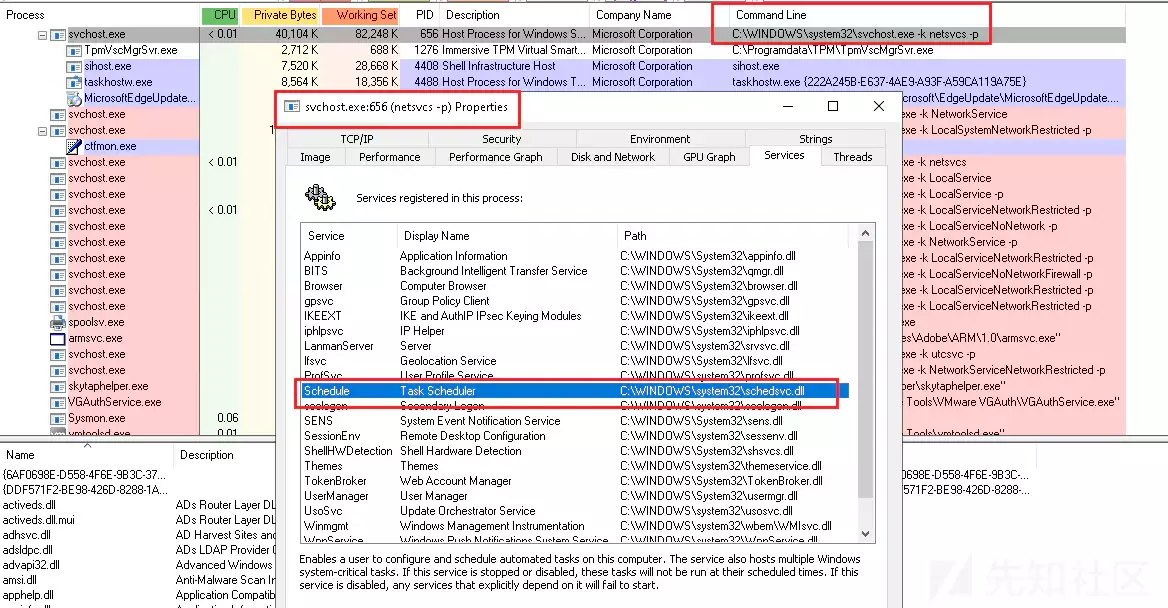 Process CPU Private Bytes Working Set PID Description Company Name Command Line
svchost.exe < 0.01 40,104 K 82,248 K 656 Host Process for Windows S... Microsoft Corporation C:\WINDOWS\system32\svchost.exe -k netsvcs -p
TpmVscMgrSvr.exe 2,712 K 688 K 1276 Immersive TPM Virtual Smart... Microsoft Corporation C:\Programdata\TPM\TpmVscMgrSvr.exe
sihost.exe 7,520 K 28,668 K 4408 Shell Infrastructure Host Microsoft Corporation sihost.exe
taskhostw.exe 8,564 K 18,356 K 4488 Host Process for Windows T... Microsoft Corporation taskhostw.exe {222A245B-E637-4AE9-A93F-A59CA119A75E}
MicrosoftEdgeUpdate... crosoft\EdgeUpdate\MicrosoftEdgeUpdate....
svchost.exe xe -k NetworkService
svchost.exe 1 xe -k LocalSystemNetworkRestricted -p
ctfmon.exe
svchost.exe < 0.01 xe -k netsvcs
svchost.exe xe -k LocalService
svchost.exe xe -k LocalService -p
svchost.exe < 0.01 xe -k LocalServiceNetworkRestricted -p
svchost.exe xe -k LocalServiceNoNetwork -p
svchost.exe xe -k NetworkService -p
svchost.exe xe -k LocalServiceNetworkRestricted -p
svchost.exe xe -k LocalServiceNoNetworkFirewall -p
svchost.exe xe -k LocalServiceNetworkRestricted -p
svchost.exe xe -k LocalServiceNetworkRestricted -p
spoolsv.exe xe
armsvc.exe es\Adobe\ARM\1.0\armsvc.exe"
svchost.exe xe -k utcsvc -p
svchost.exe xe -k LocalServiceNetworkRestricted -p
skytaphelper.exe per\skytaphelper.exe"
VGAuthService.exe Tools\VMware VGAuth\VGAuthService.exe"
Sysmon.exe 0.06
vmtoolsd.exe 0.01 Tools\vmtoolsd.exe"
svchost.exe:656 (netsvcs -p) Properties
TCP/IP Security Environment Strings
Image Performance Performance Graph Disk and Network GPU Graph Services Threads
Services registered in this process:
Service Display Name Path
Appinfo Application Information C:\WINDOWS\System32\appinfo.dll
BITS Background Intelligent Transfer Service C:\WINDOWS\System32\qmgr.dll
Browser Computer Browser C:\WINDOWS\System32\browser.dll
gpsvc Group Policy Client C:\WINDOWS\System32\gpsvc.dll
IKEEXT IKE and AuthIP IPsec Keying Modules C:\WINDOWS\System32\ikeext.dll
iphlpsvc IP Helper C:\WINDOWS\System32\iphlpsvc.dll
LanmanServer Server C:\WINDOWS\system32\srvsvc.dll
lfsvc Geolocation Service C:\WINDOWS\System32\lfsvc.dll
ProfSvc User Profile Service C:\WINDOWS\system32\profsvc.dll
Schedule Task Scheduler C:\WINDOWS\system32\schedsvc.dll
seclogon Secondary Logon C:\WINDOWS\system32\seclogon.dll
SENS System Event Notification Service C:\WINDOWS\System32\sens.dll
SessionEnv Remote Desktop Configuration C:\WINDOWS\system32\sessenv.dll
ShellHWDetection Shell Hardware Detection C:\WINDOWS\System32\shsvcs.dll
Themes Themes C:\WINDOWS\system32\themeservice.dll
TokenBroker Web Account Manager C:\WINDOWS\System32\TokenBroker.dll
UserManager User Manager C:\WINDOWS\System32\usermgr.dll
UsoSvc Update Orchestrator Service C:\WINDOWS\system32\usosvc.dll
Winmgmt Windows Management Instrumentation C:\WINDOWS\system32\wbem\WMIsvc.dll
WpnService Windows Push Notifications System Service C:\WINDOWS\system32\WpnService.dll
Enables a user to configure and schedule automated tasks on this computer. The service also hosts multiple Windows
system-critical tasks. If this service is stopped or disabled, these tasks will not be run at their scheduled times. If this
service is disabled, any services that explicitly depend on it will fail to start.
Name Description
{6AF0698E-D558-4F6E-9B3C-37... 0698E-D558-4F6E-9B3C-...
{DDF571F2-BE98-426D-8288-1A... 571F2-BE98-426D-8288-...
activeds.dll ADs Router Layer DL
activeds.dll.mui ADs Router Layer DL
adhsvc.dll AD Harvest Sites an
adsldpc.dll ADs LDAP Provider C
advapi32.dll Advanced Windows
amsi.dll Anti-Malware Scan In
apphelp.dll Application Compatib
先知社区